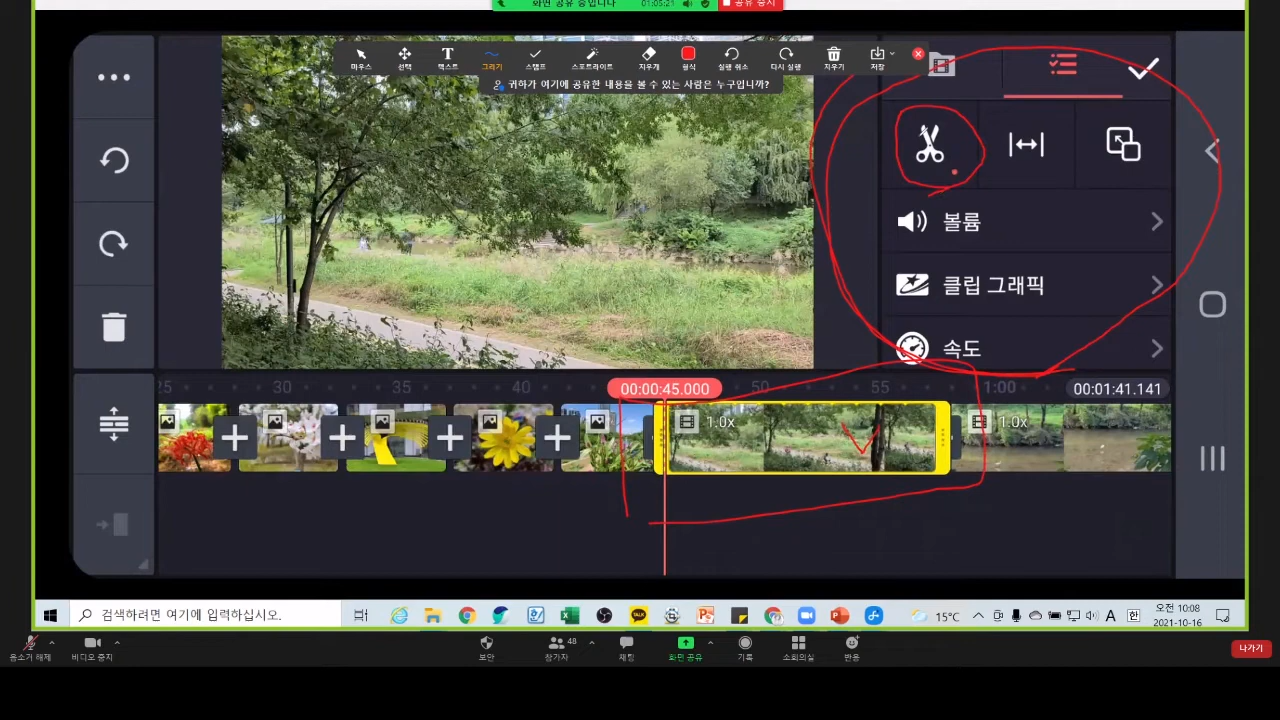 화면 공유 중입니다 01:05:21 공유 중지
마우스 선택 텍스트 그리기 스탬프 스포트라이트 지우개 형식 실행 취소 다시 실행 지우기 저장
귀하가 여기에 공유한 내용을 볼 수 있는 사람은 누구입니까?
볼륨
클립 그래픽
속도
25 30 35 40 00:00:45.000 50 55 1:00 00:01:41.141
1.0x 1.0x
검색하려면 여기에 입력하십시오.
TALK
15°C
A 한
오전 10:08
2021-10-16
음소거 해제 비디오 중지 보안 참가자 48 채팅 화면 공유 기록 소회의실 반응 나가기